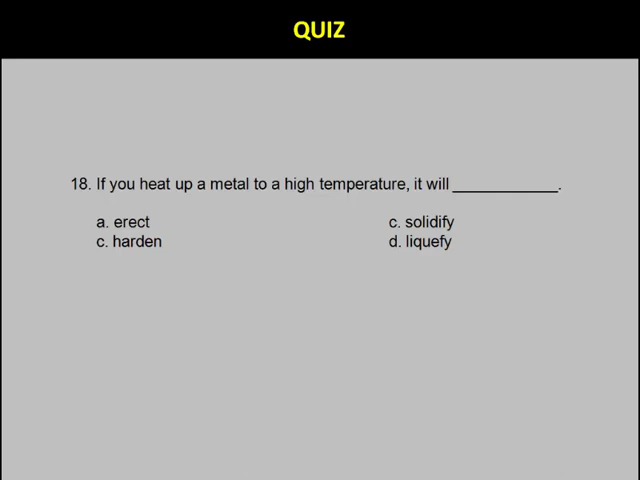 QUIZ
18. If you heat up a metal to a high temperature, it will ____________.
a. erect c. solidify
c. harden d. liquefy